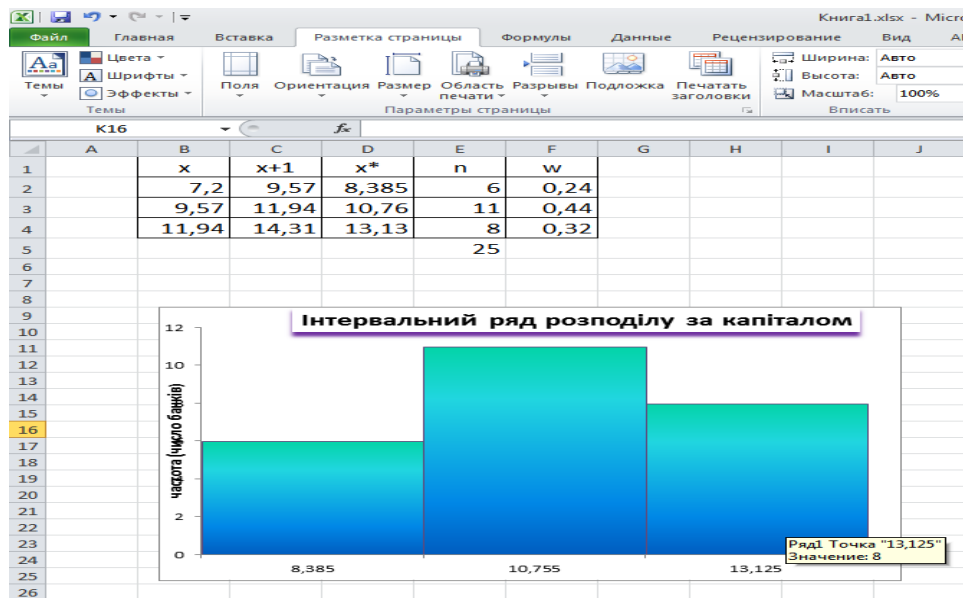 Книга1.xlsx - Micro
Файл Главная Вставка Разметка страницы Формулы Данные Рецензирование Вид
Темы
Цвета
Шрифты
Эффекты
Поля Ориентация Размер Область печати Разрывы Подложка Печатать заголовки
Ширина: Авто
Высота: Авто
Масштаб: 100%
Темы Параметры страницы Вписать
K16 fx
A B C D E F G H I J
1 x x+1 x* n w
2 7,2 9,57 8,385 6 0,24
3 9,57 11,94 10,76 11 0,44
4 11,94 14,31 13,13 8 0,32
5 25
6
7
8
9
10
11
12
13
14
15
16
17
18
19
20
21
22
23
24
25
26
Інтервальний ряд розподілу за капіталом
частота (число банків)
12
10
2
0
8,385 10,755 13,125
Ряд1 Точка "13,125"
Значение: 8